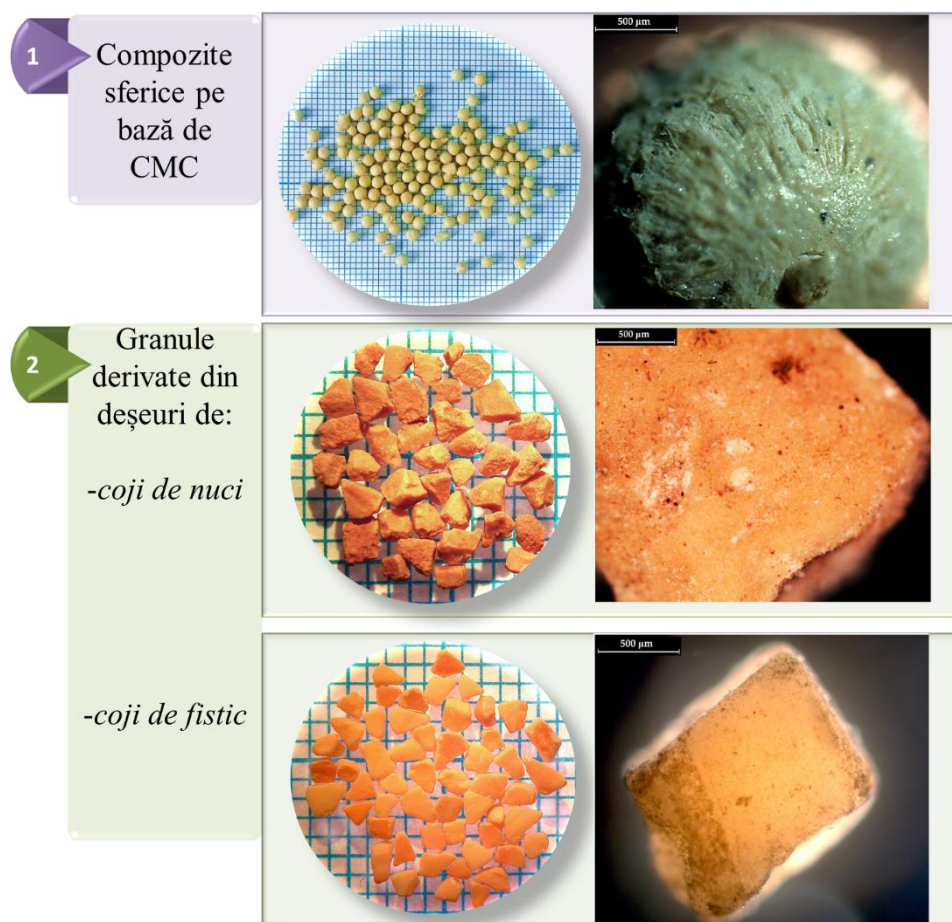 1
Compozite
sferice pe
bază de
CMC
500 µm
2
Granule
derivate din
deșeuri de:
-coji de nuci
500 µm
-coji de fistic
500 µm